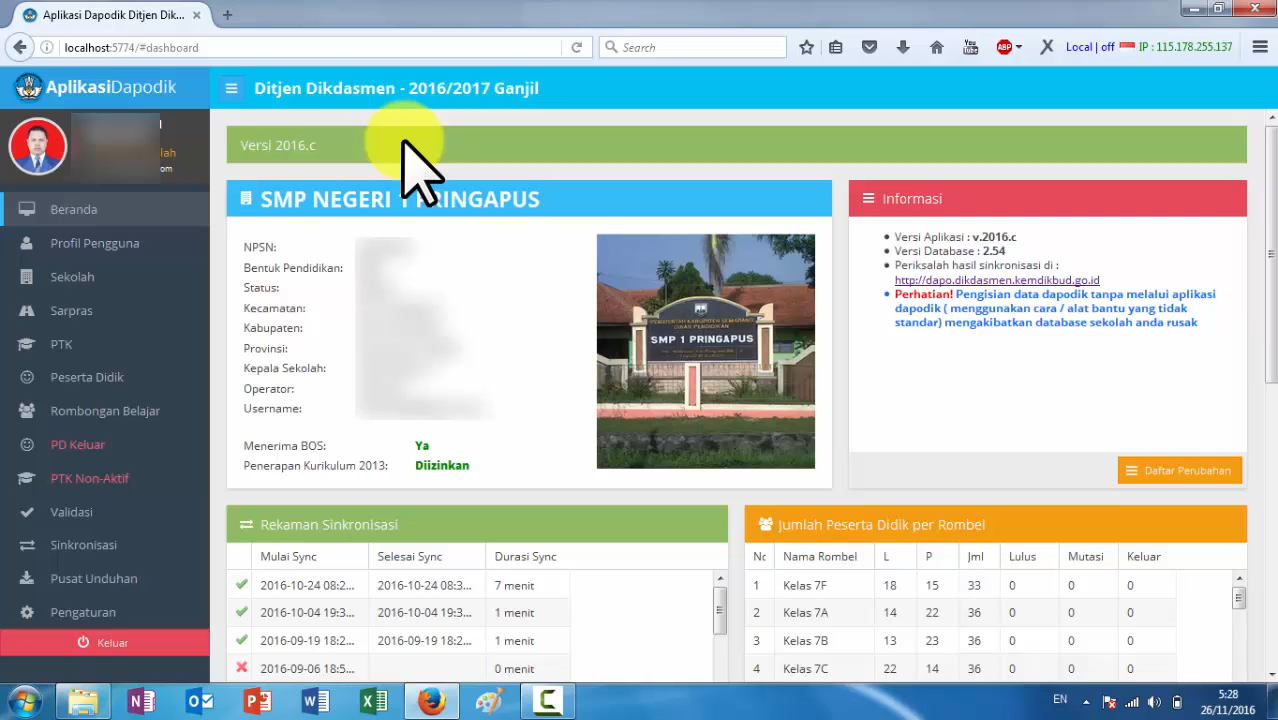 Aplikasi Dapodik Ditjen Dik...
localhost:5774/#dashboard
Search
Local | off
IP : 115.178.255.137
AplikasiDapodik
Ditjen Dikdasmen - 2016/2017 Ganjil
Beranda
Profil Pengguna
Sekolah
Sarpras
PTK
Peserta Didik
Rombongan Belajar
PD Keluar
PTK Non-Aktif
Validasi
Sinkronisasi
Pusat Unduhan
Pengaturan
Keluar
Versi 2016.c
SMP NEGERI 1 PRINGAPUS
NPSN:
Bentuk Pendidikan:
Status:
Kecamatan:
Kabupaten:
Provinsi:
Kepala Sekolah:
Operator:
Username:
Menerima BOS: Ya
Penerapan Kurikulum 2013: Diizinkan
SMP 1 PRINGAPUS
Informasi
Versi Aplikasi : v.2016.c
Versi Database : 2.54
Periksalah hasil sinkronisasi di :
http://dapo.dikdasmen.kemdikbud.go.id
Perhatian! Pengisian data dapodik tanpa melalui aplikasi
dapodik ( menggunakan cara / alat bantu yang tidak
standar) mengakibatkan database sekolah anda rusak
Daftar Perubahan
Rekaman Sinkronisasi
Mulai Sync Selesai Sync Durasi Sync
2016-10-24 08:2... 2016-10-24 08:3... 7 menit
2016-10-04 19:3... 2016-10-04 19:3... 1 menit
2016-09-19 18:2... 2016-09-19 18:2... 1 menit
2016-09-06 18:5... 0 menit
Jumlah Peserta Didik per Rombel
Nc Nama Rombel L P Jml Lulus Mutasi Keluar
1 Kelas 7F 18 15 33 0 0 0
2 Kelas 7A 14 22 36 0 0 0
3 Kelas 7B 13 23 36 0 0 0
4 Kelas 7C 22 14 36 0 0 0
EN
5:28
26/11/2016